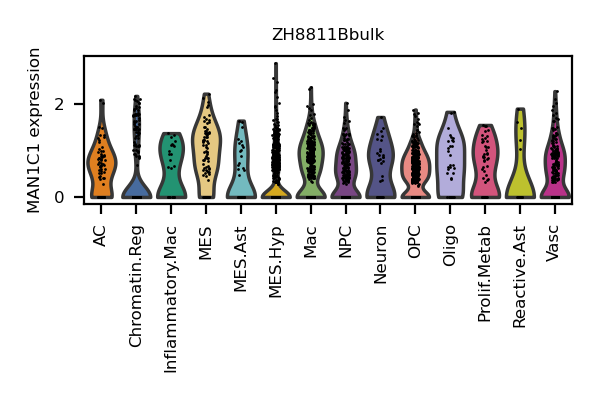 ZH8811Bbulk
MAN1C1 expression
2
0
AC
Chromatin.Reg
Inflammatory.Mac
MES
MES.Ast
MES.Hyp
Mac
NPC
Neuron
OPC
Oligo
Prolif.Metab
Reactive.Ast
Vasc